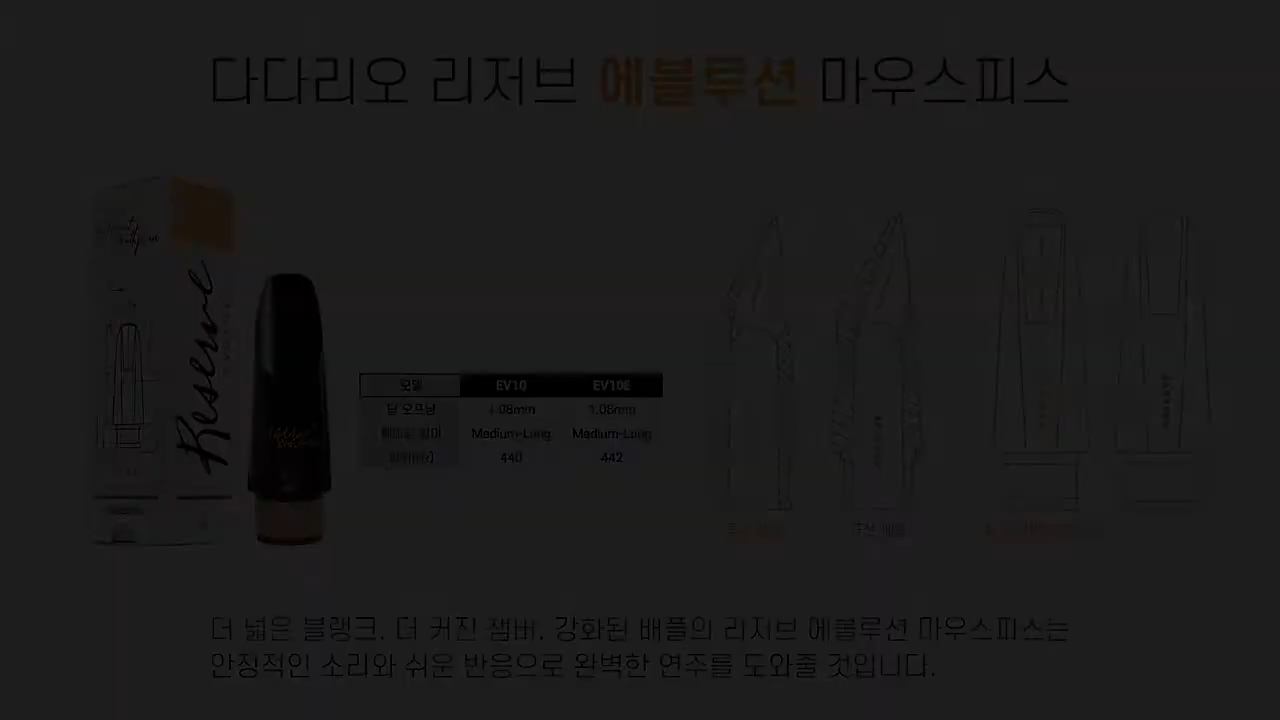 다다리오 리저브 에볼루션 마우스피스
Reserve
모델 EV10 EV10E
팁 오프닝 1.08mm 1.08mm
Medium-Long Medium-Long
440 442
더 넓은 블랭크, 더 커진 챔버, 강화된 배플의 리저브 에볼루션 마우스피스는
안정적인 소리와 쉬운 반응으로 완벽한 연주를 도와줄 것입니다.